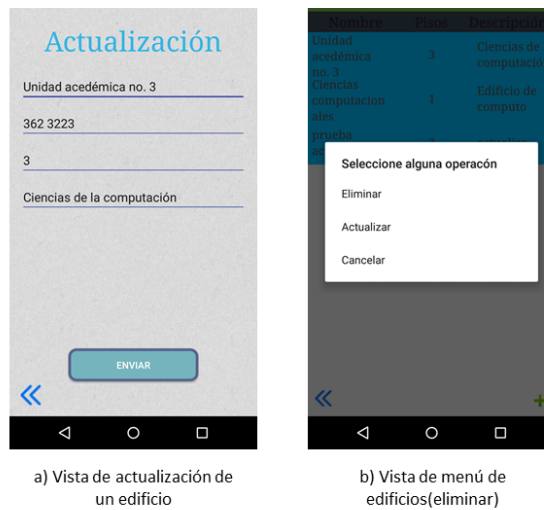 Actualización
Unidad acedémica no. 3
362 3223
3
Ciencias de la computación
ENVIAR
a) Vista de actualización de
un edificio
Nombre Pisos Descripción
Unidad
acedémica
no. 3
3
Ciencias de
computació
Ciencias
computacion
ales
1
Edificio de
computo
prueba
Seleccione alguna operacón
Eliminar
Actualizar
Cancelar
b) Vista de menú de
edificios(eliminar)